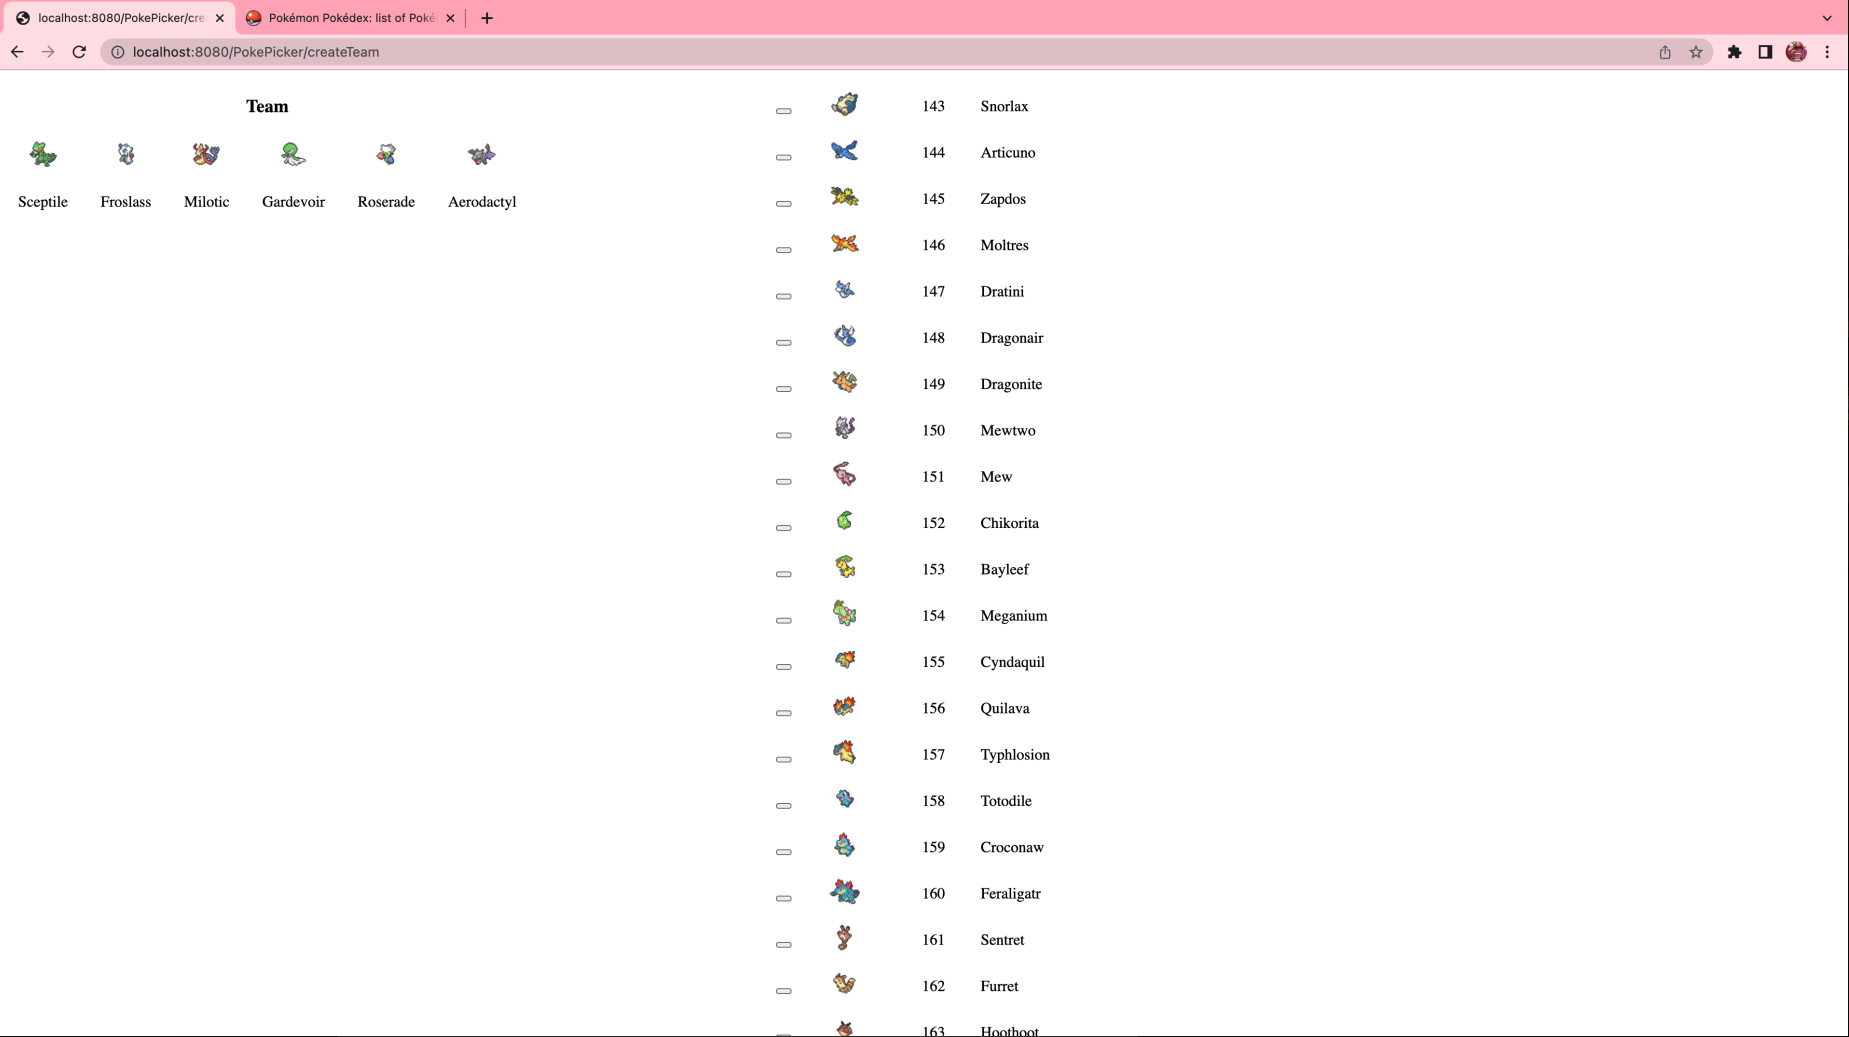 localhost:8080/PokePicker/cre
Pokémon Pokédex: list of Poké
localhost:8080/PokePicker/createTeam
Team
Sceptile Froslass Milotic Gardevoir Roserade Aerodactyl
143 Snorlax
144 Articuno
145 Zapdos
146 Moltres
147 Dratini
148 Dragonair
149 Dragonite
150 Mewtwo
151 Mew
152 Chikorita
153 Bayleef
154 Meganium
155 Cyndaquil
156 Quilava
157 Typhlosion
158 Totodile
159 Croconaw
160 Feraligatr
161 Sentret
162 Furret
163 Hoothoot